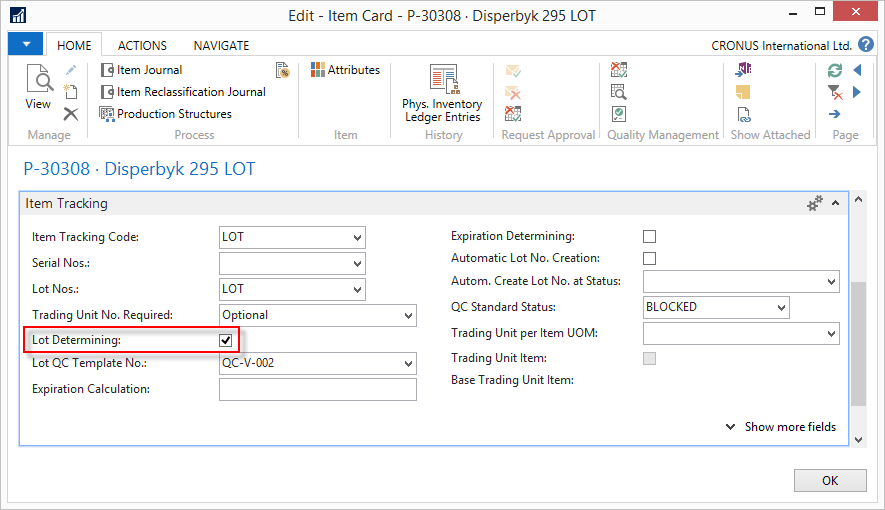 Edit - Item Card - P-30308 · Disperbyk 295 LOT
HOME ACTIONS NAVIGATE CRONUS International Ltd. ?
View
Item Journal
Item Reclassification Journal
Production Structures
Attributes
Phys. Inventory
Ledger Entries
Manage Process Item History Request Approval Quality Management Show Attached Page
P-30308 · Disperbyk 295 LOT
Item Tracking
Item Tracking Code: LOT
Serial Nos.:
Lot Nos.: LOT
Trading Unit No. Required: Optional
Lot Determining:
Lot QC Template No.: QC-V-002
Expiration Calculation:
Expiration Determining:
Automatic Lot No. Creation:
Autom. Create Lot No. at Status:
QC Standard Status: BLOCKED
Trading Unit per Item UOM:
Trading Unit Item:
Base Trading Unit Item:
Show more fields
OK